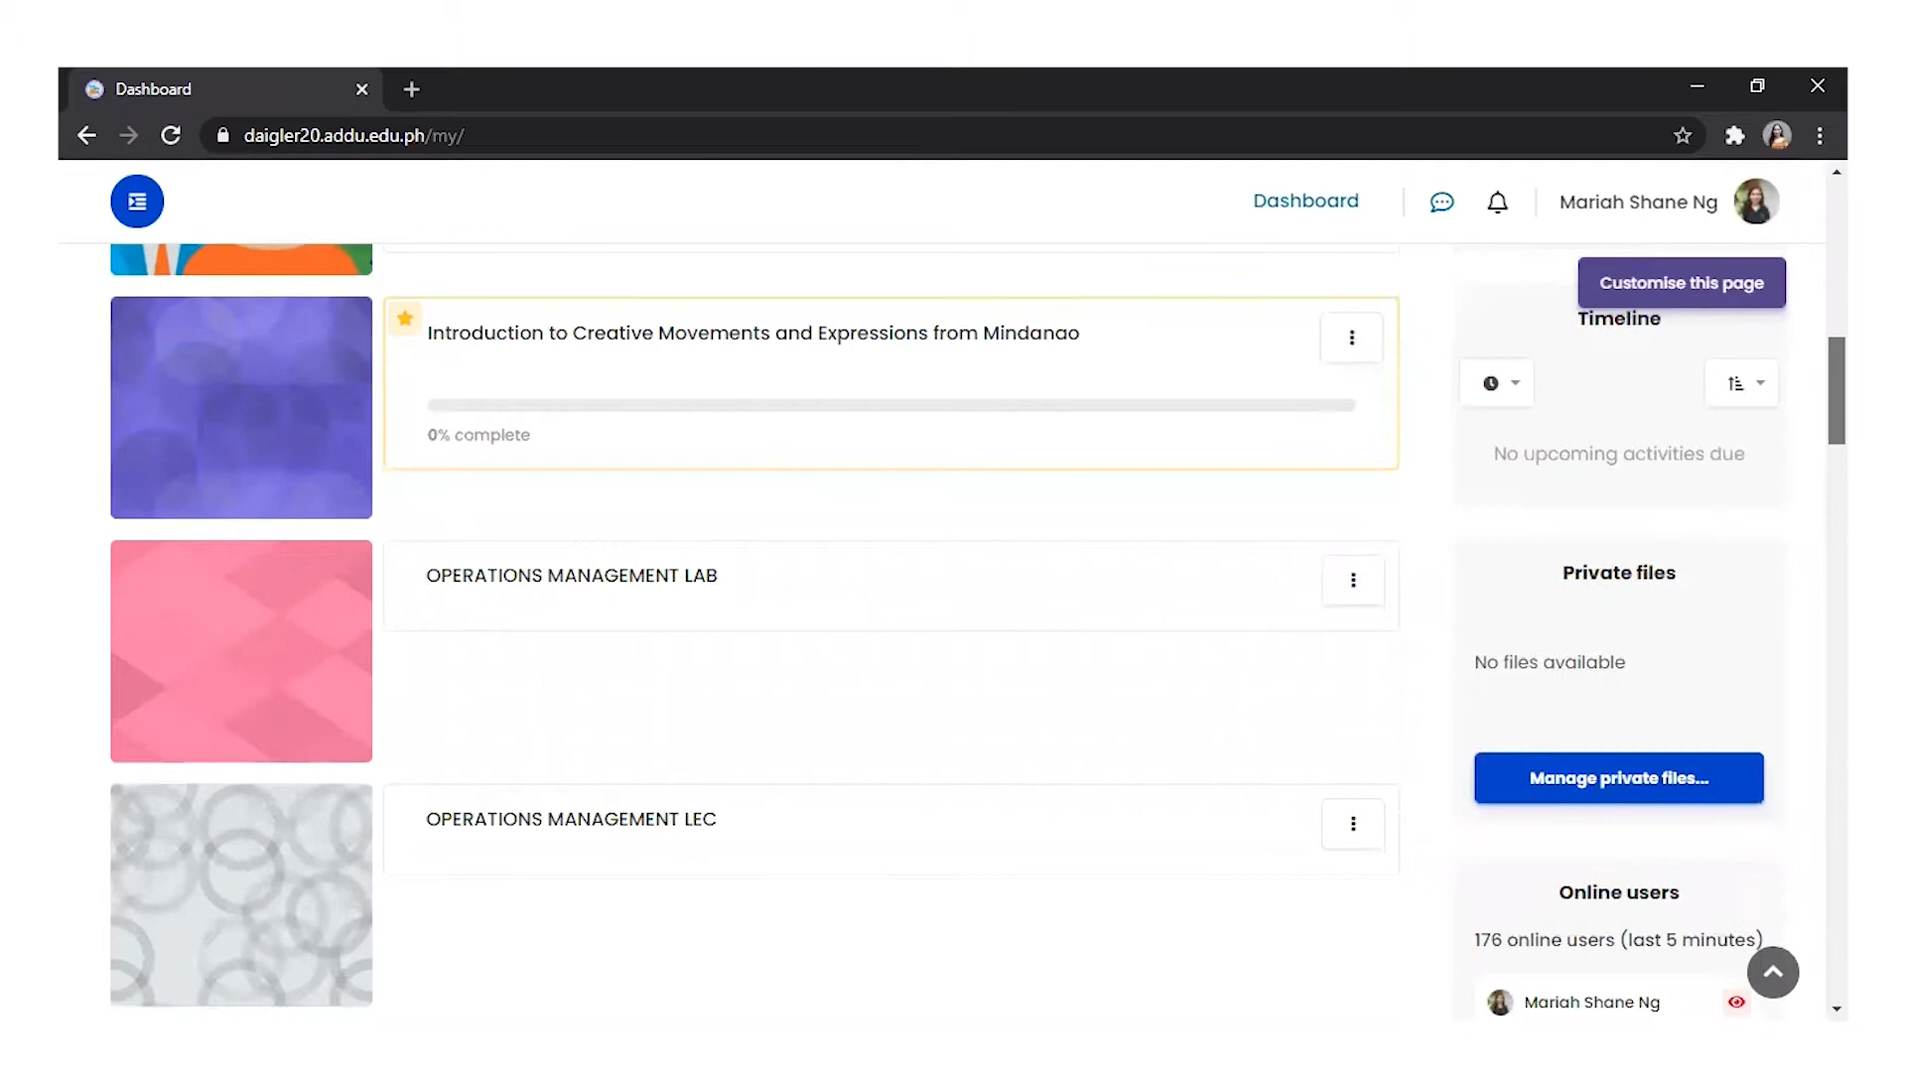 Dashboard
daigler20.addu.edu.ph/my/
Dashboard
Mariah Shane Ng
Customise this page
Introduction to Creative Movements and Expressions from Mindanao
0% complete
Timeline
No upcoming activities due
OPERATIONS MANAGEMENT LAB
Private files
No files available
Manage private files...
OPERATIONS MANAGEMENT LEC
Online users
176 online users (last 5 minutes)
Mariah Shane Ng